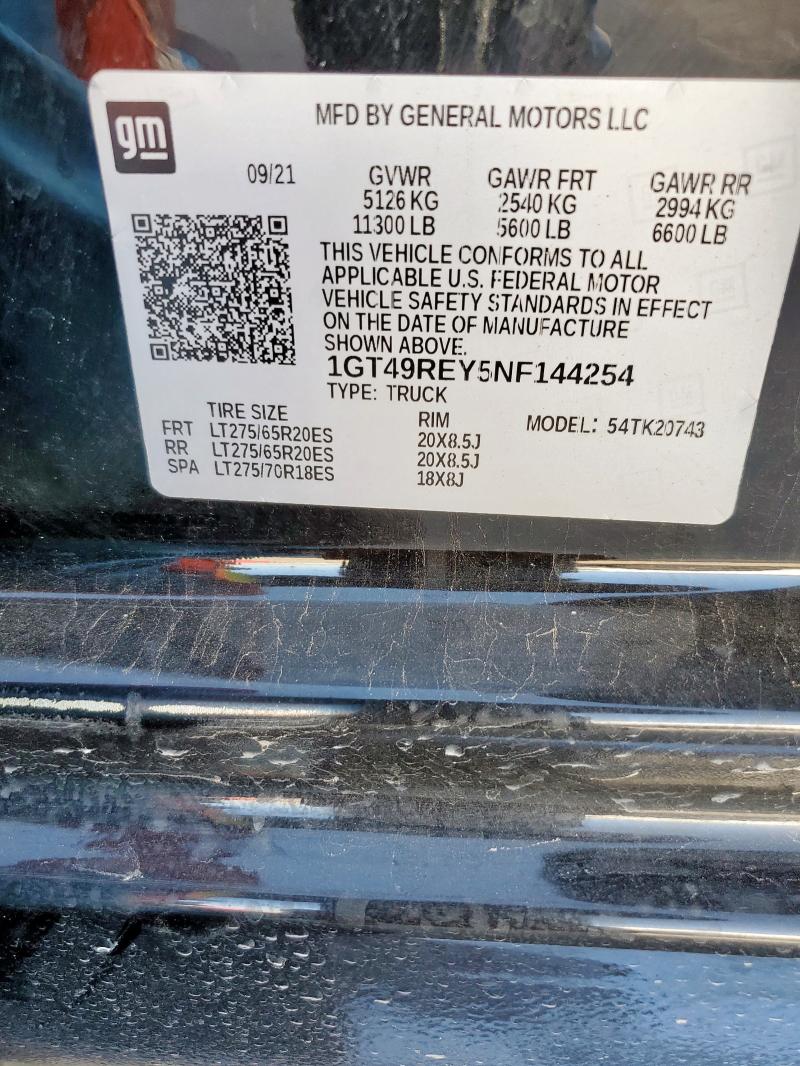 gm
MFD BY GENERAL MOTORS LLC
09/21 GVWR GAWR FRT GAWR RR
5126 KG 2540 KG 2994 KG
11300 LB 5600 LB 6600 LB
THIS VEHICLE CONFORMS TO ALL
APPLICABLE U.S. FEDERAL MOTOR
VEHICLE SAFETY STANDARDS IN EFFECT
ON THE DATE OF MANUFACTURE
SHOWN ABOVE.
1GT49REY5NF144254
TYPE: TRUCK
TIRE SIZE RIM MODEL: 54TK20743
FRT LT275/65R20ES 20X8.5J
RR LT275/65R20ES 20X8.5J
SPA LT275/70R18ES 18X8J